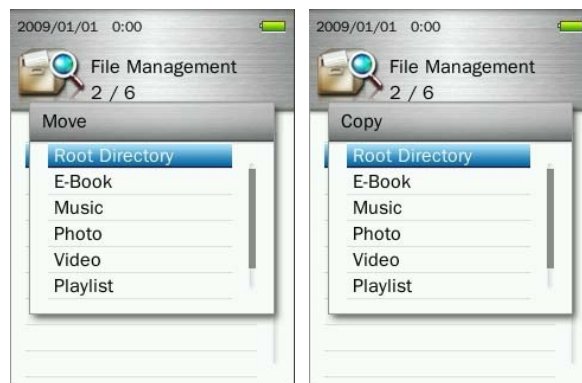 2009/01/01 0:00
File Management
2 / 6
Move
Root Directory
E-Book
Music
Photo
Video
Playlist
2009/01/01 0:00
File Management
2 / 6
Copy
Root Directory
E-Book
Music
Photo
Video
Playlist